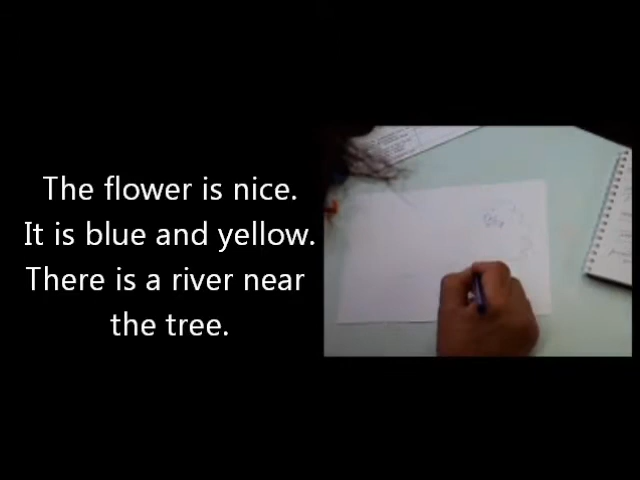 The flower is nice.
It is blue and yellow.
There is a river near
the tree.